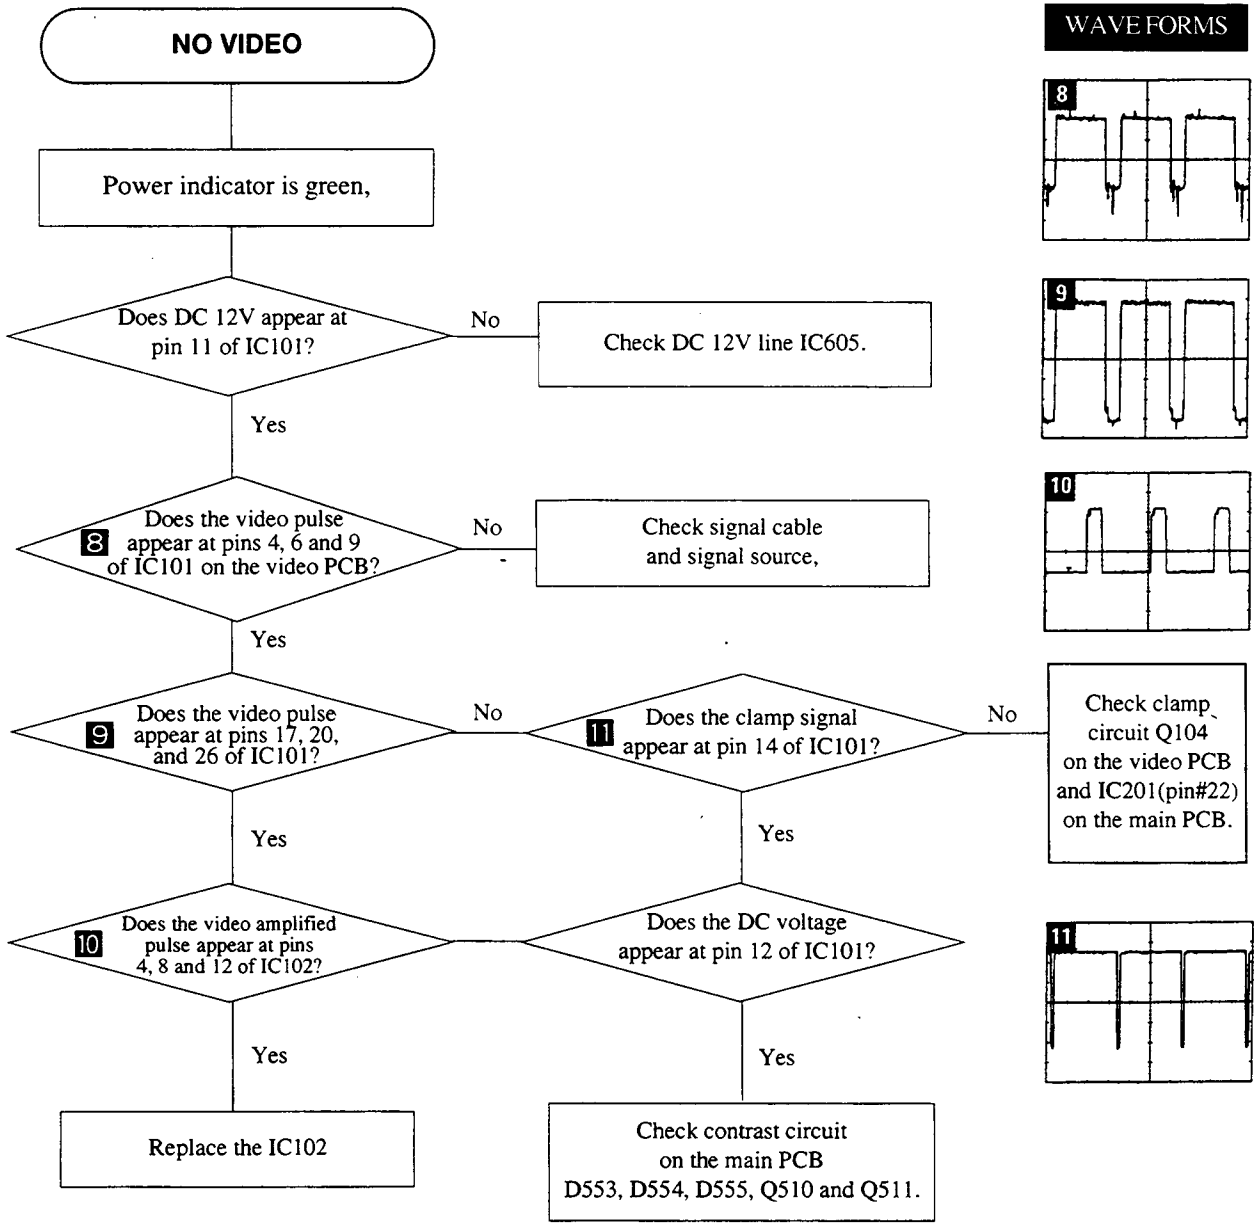 NO VIDEO
Power indicator is green,
Does DC 12V appear at
pin 11 of IC101?
No
Check DC 12V line IC605.
Yes
8
Does the video pulse
appear at pins 4, 6 and 9
of IC101 on the video PCB?
No
Check signal cable
and signal source,
Yes
9
Does the video pulse
appear at pins 17, 20,
and 26 of IC101?
No
11
Does the clamp signal
appear at pin 14 of IC101?
No
Check clamp
circuit Q104
on the video PCB
and IC201(pin#22)
on the main PCB.
Yes
Yes
10
Does the video amplified
pulse appear at pins
4, 8 and 12 of IC102?
Does the DC voltage
appear at pin 12 of IC101?
Yes
Yes
Replace the IC102
Check contrast circuit
on the main PCB
D553, D554, D555, Q510 and Q511.
WAVE FORMS
8
9
10
11